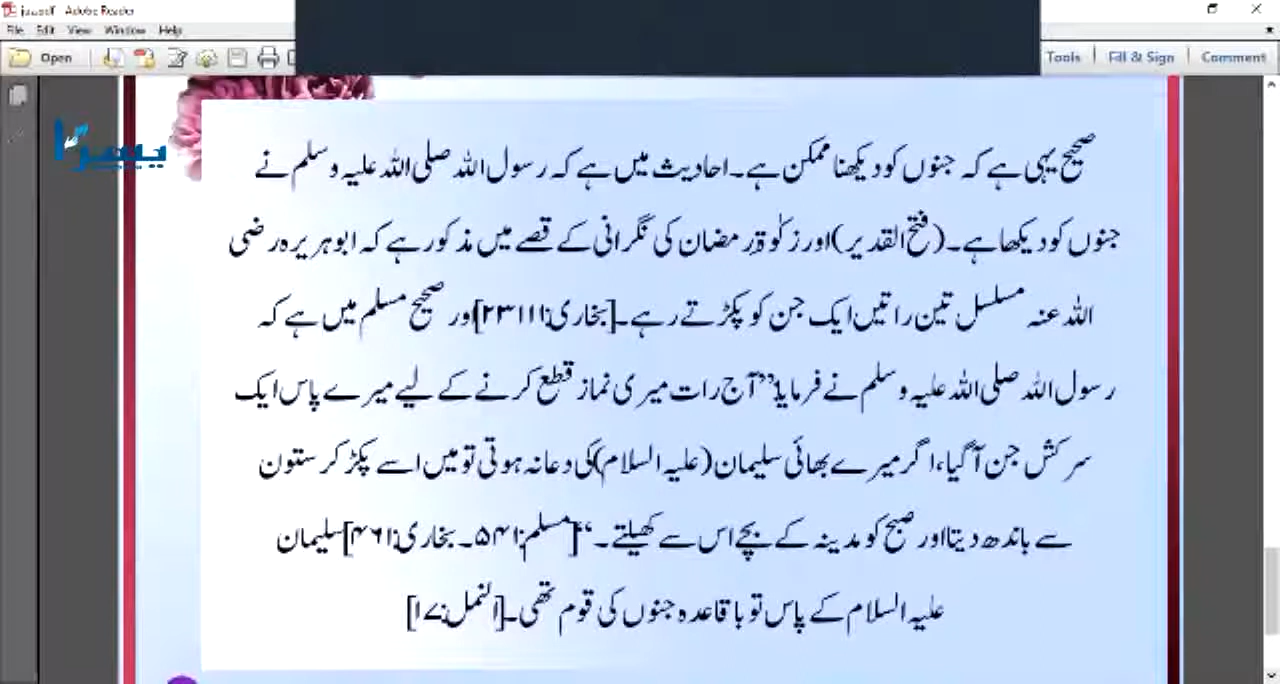 بيسس.pdf - Adobe Reader
File Edit View Window Help
Open
Tools Fill & Sign Comment
یسرا
صحیح یہی ہے کہ جنوں کو دیکھنا ممکن ہے۔ احادیث میں ہے کہ رسول اللہ صلی اللہ علیہ وسلم نے
جنوں کو دیکھا ہے۔ (فتح القدیر) اور زکوٰۃِ رمضان کی نگرانی کے قصے میں مذکور ہے کہ ابوہریرہ رضی
اللہ عنہ مسلسل تین راتیں ایک جن کو پکڑتے رہے۔ [بخاری:۲۳۱۱۱] اور صحیح مسلم میں ہے کہ
رسول اللہ صلی اللہ علیہ وسلم نے فرمایا ”آج رات میری نماز قطع کرنے کے لیے میرے پاس ایک
سرکش جن آ گیا، اگر میرے بھائی سلیمان (علیہ السلام) کی دعا نہ ہوتی تو میں اسے پکڑ کر ستون
سے باندھ دیتا اور صبح کو مدینہ کے بچے اس سے کھیلتے۔“ [مسلم:۵۴۱۔ بخاری:۴۶۱] سلیمان
علیہ السلام کے پاس تو باقاعدہ جنوں کی قوم تھی۔ [النمل:۱۷]